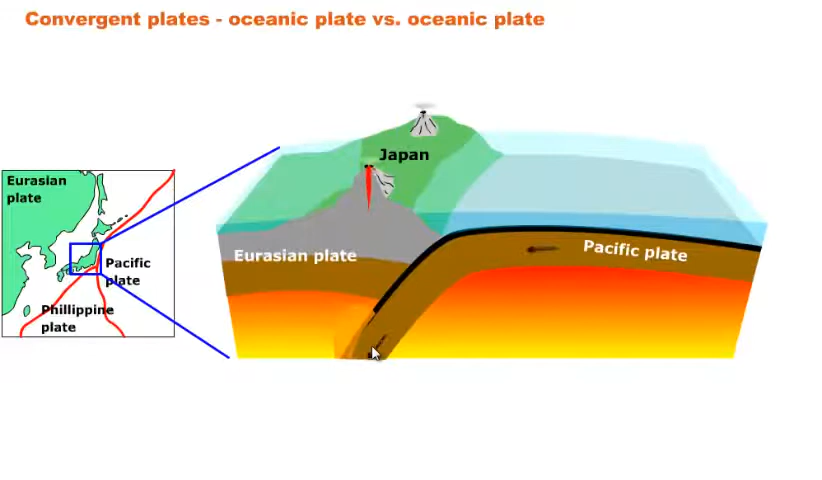 Convergent plates - oceanic plate vs. oceanic plate
Eurasian
plate
Pacific
plate
Phillippine
plate
Japan
Eurasian plate
Pacific plate